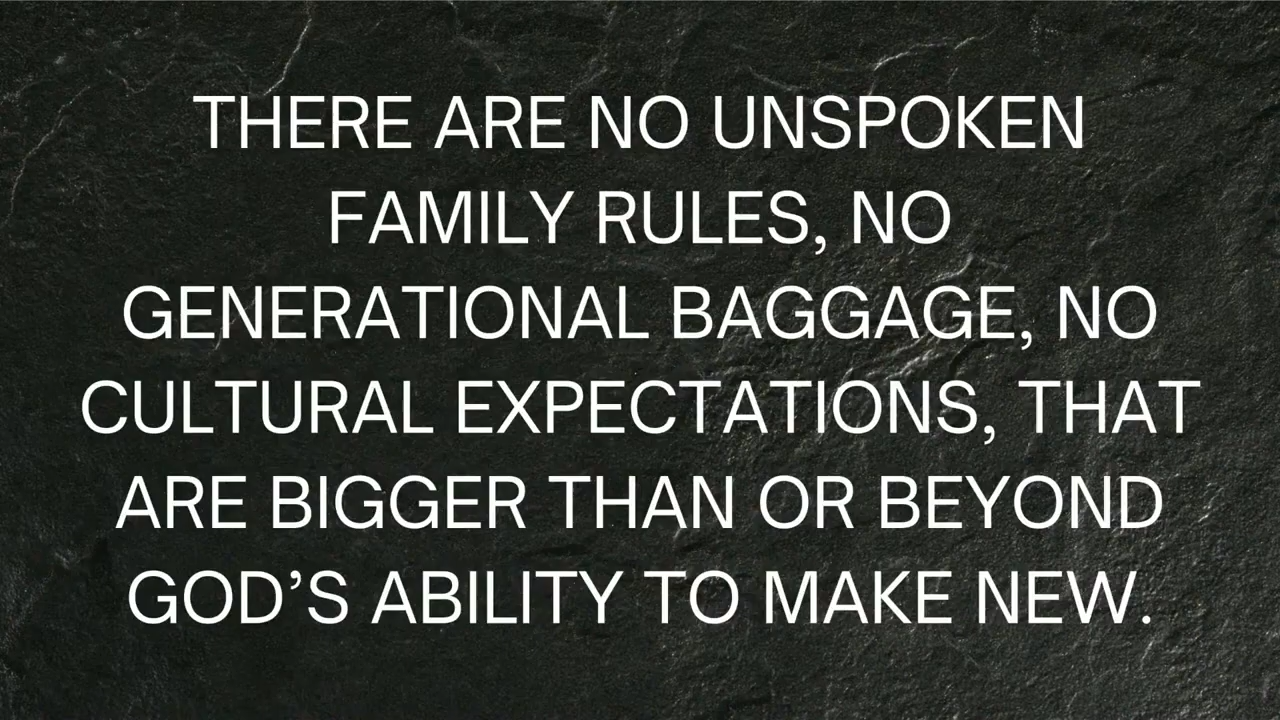 THERE ARE NO UNSPOKEN
FAMILY RULES, NO
GENERATIONAL BAGGAGE, NO
CULTURAL EXPECTATIONS, THAT
ARE BIGGER THAN OR BEYOND
GOD’S ABILITY TO MAKE NEW.